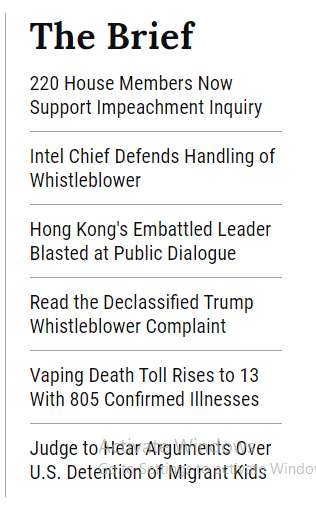 The Brief
220 House Members Now
Support Impeachment Inquiry
Intel Chief Defends Handling of
Whistleblower
Hong Kong's Embattled Leader
Blasted at Public Dialogue
Read the Declassified Trump
Whistleblower Complaint
Vaping Death Toll Rises to 13
With 805 Confirmed Illnesses
Judge to Hear Arguments Over
Activate Windows
U.S. Detention of Migrant Kids
Go to Settings to activate Windo